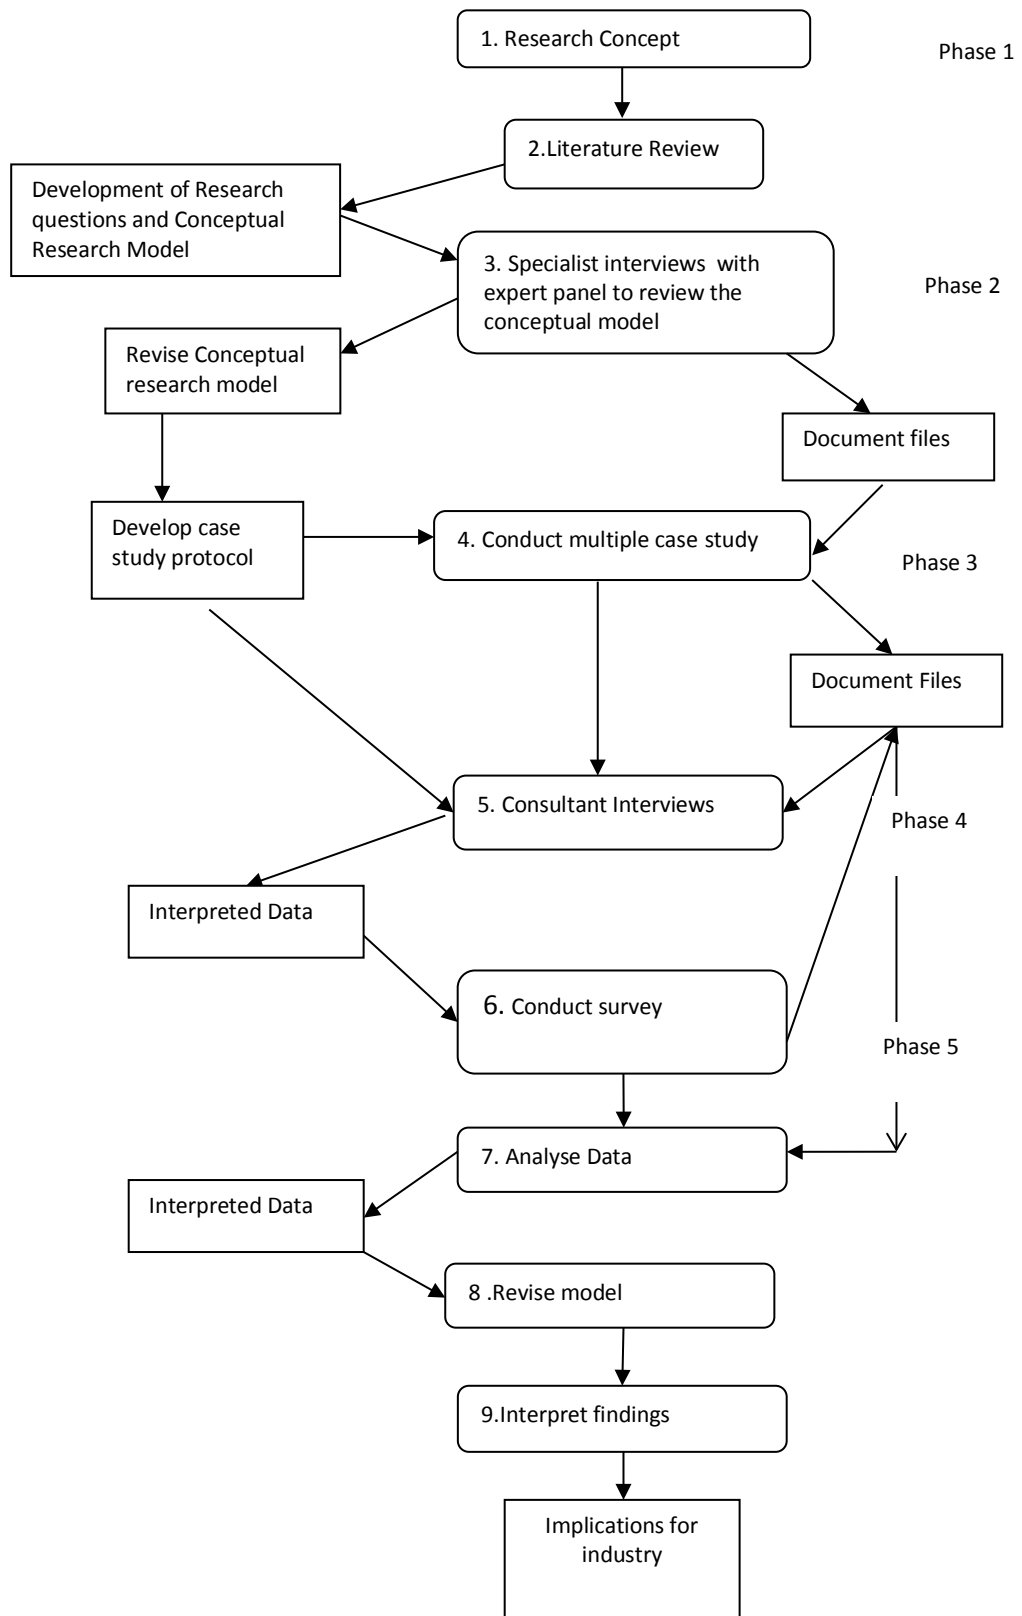 1. Research Concept
Phase 1
2.Literature Review
Development of Research
questions and Conceptual
Research Model
3. Specialist interviews  with
expert panel to review the
conceptual model
Phase 2
Revise Conceptual
research model
Document files
Develop case
study protocol
4. Conduct multiple case study
Phase 3
Document Files
5. Consultant Interviews
Phase 4
Interpreted Data
6. Conduct survey
Phase 5
7. Analyse Data
Interpreted Data
8 .Revise model
9.Interpret findings
Implications for
industry